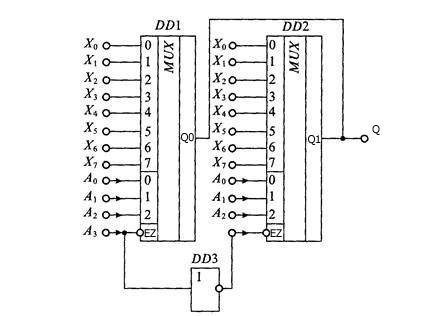 DD1 DD2
X0 0 MUX X0 0 MUX
X1 1 X1 1
X2 2 X2 2
X3 3 X3 3
X4 4 X4 4
X5 5 Q0 X5 5 Q1 Q
X6 6 X6 6
X7 7 X7 7
A0 0 A0 0
A1 1 A1 1
A2 2 A2 2
A3 EZ EZ
DD3
1